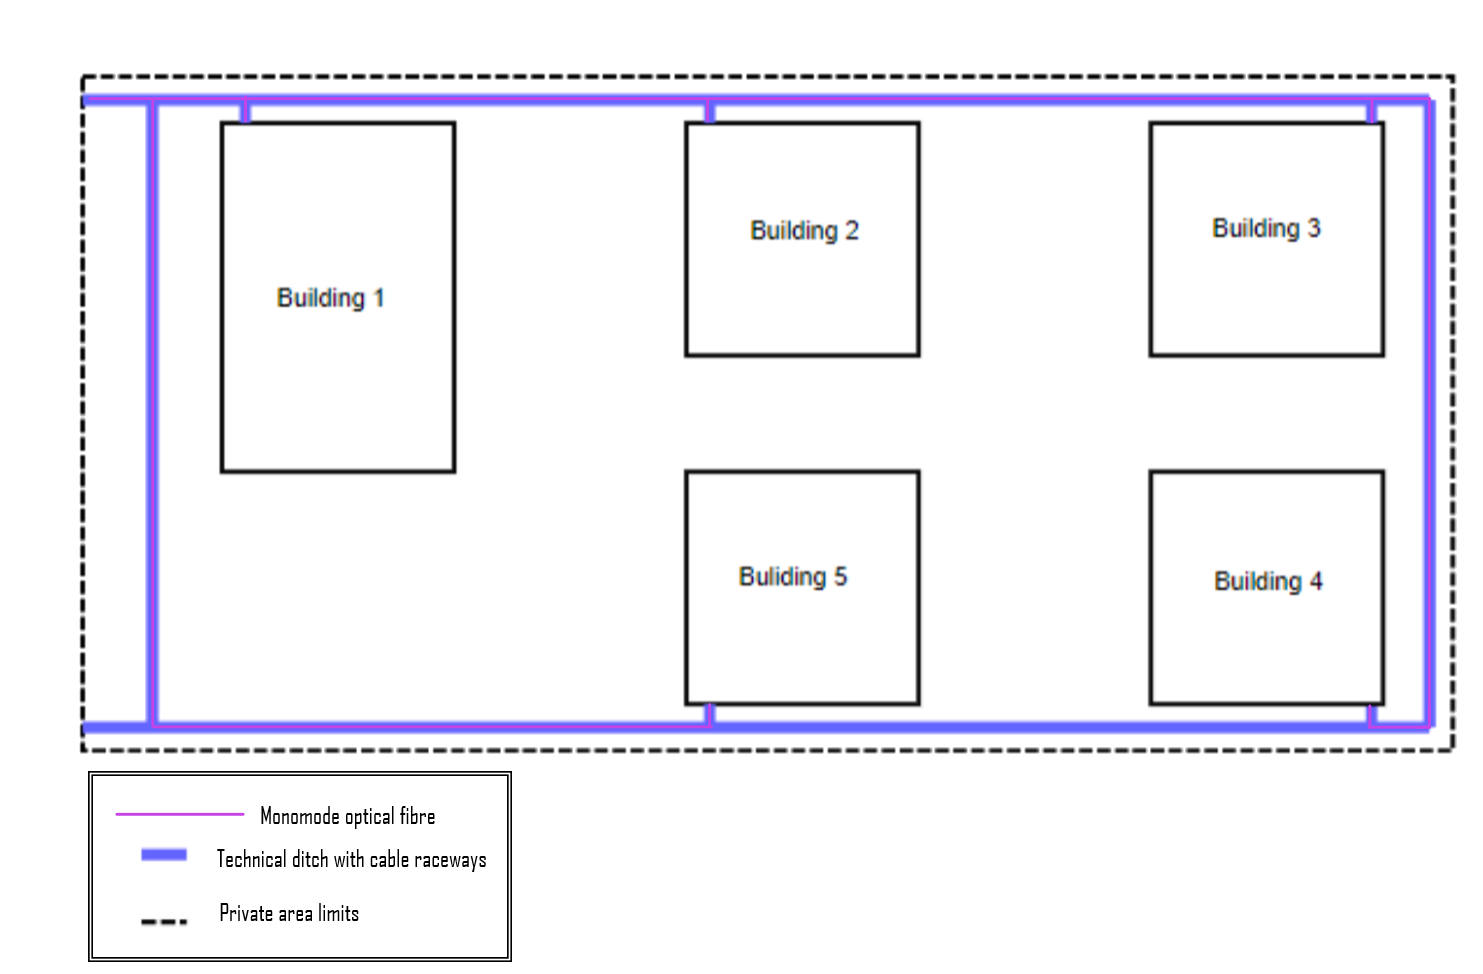 Building 1
Building 2
Building 3
Buliding 5
Building 4
Monomode optical fibre
Technical ditch with cable raceways
Private area limits